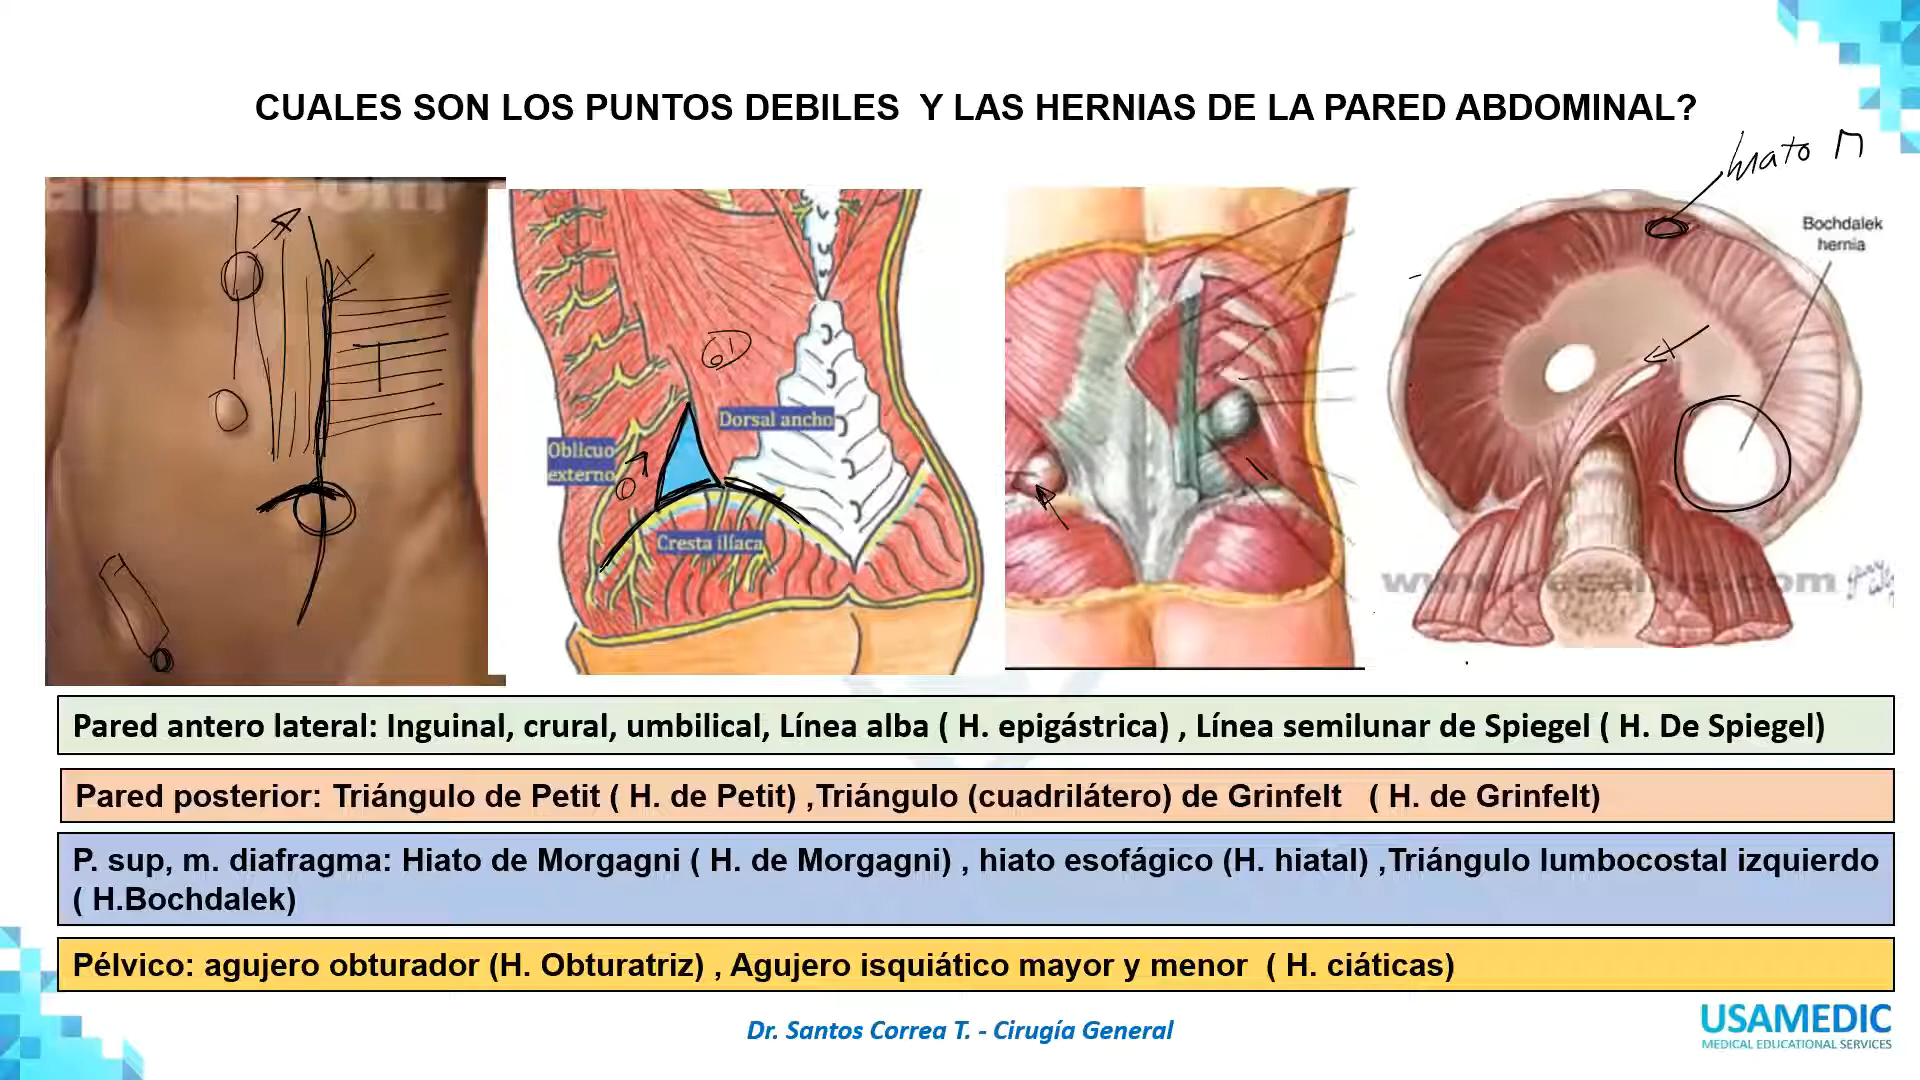 CUALES SON LOS PUNTOS DEBILES Y LAS HERNIAS DE LA PARED ABDOMINAL?
hiato M
Bochdalek
hernia
Dorsal ancho
Oblicuo
externo
Cresta ilíaca
Pared antero lateral: Inguinal, crural, umbilical, Línea alba ( H. epigástrica) , Línea semilunar de Spiegel ( H. De Spiegel)
Pared posterior: Triángulo de Petit ( H. de Petit) ,Triángulo (cuadrilátero) de Grinfelt ( H. de Grinfelt)
P. sup, m. diafragma: Hiato de Morgagni ( H. de Morgagni) , hiato esofágico (H. hiatal) ,Triángulo lumbocostal izquierdo
( H.Bochdalek)
Pélvico: agujero obturador (H. Obturatriz) , Agujero isquiático mayor y menor ( H. ciáticas)
Dr. Santos Correa T. - Cirugía General
USAMEDIC
MEDICAL EDUCATIONAL SERVICES